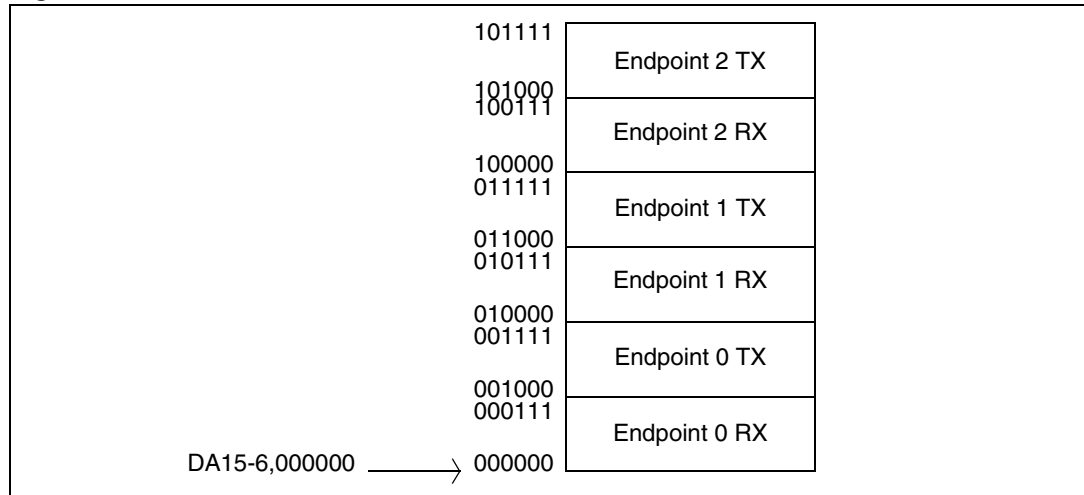 101111
Endpoint 2 TX
101000
100111
Endpoint 2 RX
100000
011111
Endpoint 1 TX
011000
010111
Endpoint 1 RX
010000
001111
Endpoint 0 TX
001000
000111
Endpoint 0 RX
DA15-6,000000 000000